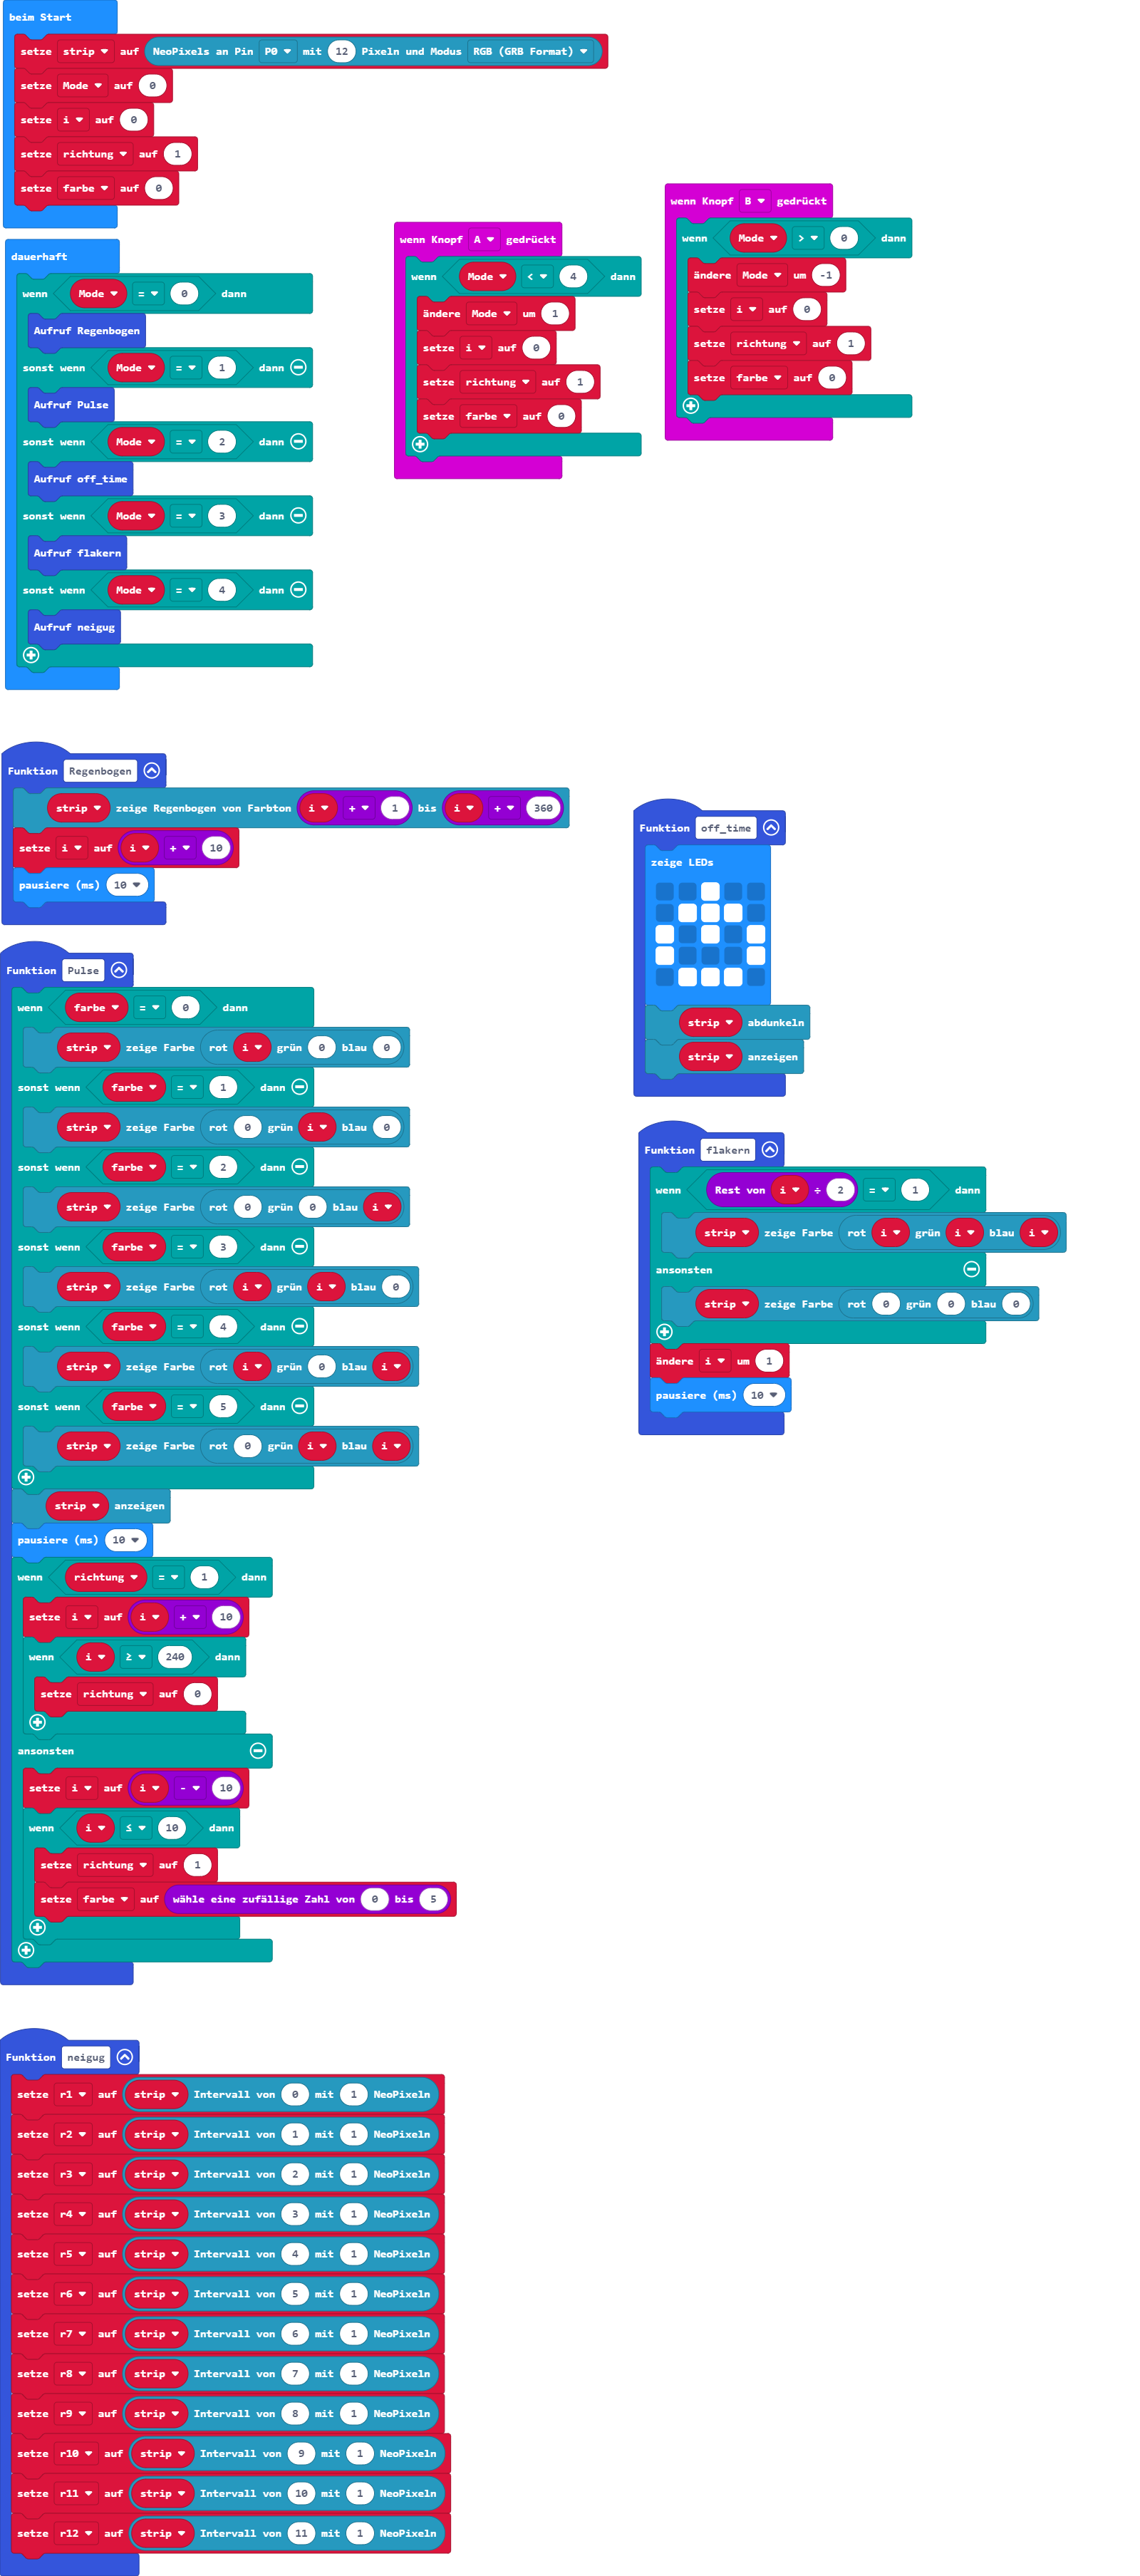 beim Start
setze strip auf NeoPixels an Pin P0 mit 12 Pixeln und Modus RGB (GRB Format)
setze Mode auf 0
setze i auf 0
setze richtung auf 1
setze farbe auf 0
dauerhaft
wenn Mode = 0 dann
Aufruf Regenbogen
sonst wenn Mode = 1 dann
Aufruf Pulse
sonst wenn Mode = 2 dann
Aufruf off_time
sonst wenn Mode = 3 dann
Aufruf flakern
sonst wenn Mode = 4 dann
Aufruf neigug
wenn Knopf A gedrückt
wenn Mode < 4 dann
ändere Mode um 1
setze i auf 0
setze richtung auf 1
setze farbe auf 0
wenn Knopf B gedrückt
wenn Mode > 0 dann
ändere Mode um -1
setze i auf 0
setze richtung auf 1
setze farbe auf 0
Funktion Regenbogen
strip zeige Regenbogen von Farbton i + 1 bis i + 360
setze i auf i + 10
pausiere (ms) 10
Funktion Pulse
wenn farbe = 0 dann
strip zeige Farbe rot i grün 0 blau 0
sonst wenn farbe = 1 dann
strip zeige Farbe rot 0 grün i blau 0
sonst wenn farbe = 2 dann
strip zeige Farbe rot 0 grün 0 blau i
sonst wenn farbe = 3 dann
strip zeige Farbe rot i grün i blau 0
sonst wenn farbe = 4 dann
strip zeige Farbe rot i grün 0 blau i
sonst wenn farbe = 5 dann
strip zeige Farbe rot 0 grün i blau i
strip anzeigen
pausiere (ms) 10
wenn richtung = 1 dann
setze i auf i + 10
wenn i ≥ 240 dann
setze richtung auf 0
ansonsten
setze i auf i - 10
wenn i ≤ 10 dann
setze richtung auf 1
setze farbe auf wähle eine zufällige Zahl von 0 bis 5
Funktion off_time
zeige LEDs
strip abdunkeln
strip anzeigen
Funktion flakern
wenn Rest von i ÷ 2 = 1 dann
strip zeige Farbe rot i grün i blau i
ansonsten
strip zeige Farbe rot 0 grün 0 blau 0
ändere i um 1
pausiere (ms) 10
Funktion neigug
setze r1 auf strip Intervall von 0 mit 1 NeoPixeln
setze r2 auf strip Intervall von 1 mit 1 NeoPixeln
setze r3 auf strip Intervall von 2 mit 1 NeoPixeln
setze r4 auf strip Intervall von 3 mit 1 NeoPixeln
setze r5 auf strip Intervall von 4 mit 1 NeoPixeln
setze r6 auf strip Intervall von 5 mit 1 NeoPixeln
setze r7 auf strip Intervall von 6 mit 1 NeoPixeln
setze r8 auf strip Intervall von 7 mit 1 NeoPixeln
setze r9 auf strip Intervall von 8 mit 1 NeoPixeln
setze r10 auf strip Intervall von 9 mit 1 NeoPixeln
setze r11 auf strip Intervall von 10 mit 1 NeoPixeln
setze r12 auf strip Intervall von 11 mit 1 NeoPixeln